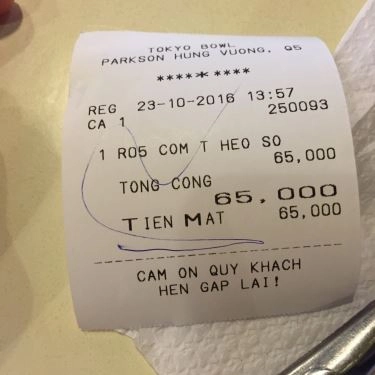 TOKYO BOWL
PARKSON HUNG VUONG, Q5
*********
REG 23-10-2016 13:57
CA 1 250093
1 R05 COM T HEO SO
65,000
TONG CONG
65,000
TIEN MAT 65,000
CAM ON QUY KHACH
HEN GAP LAI!